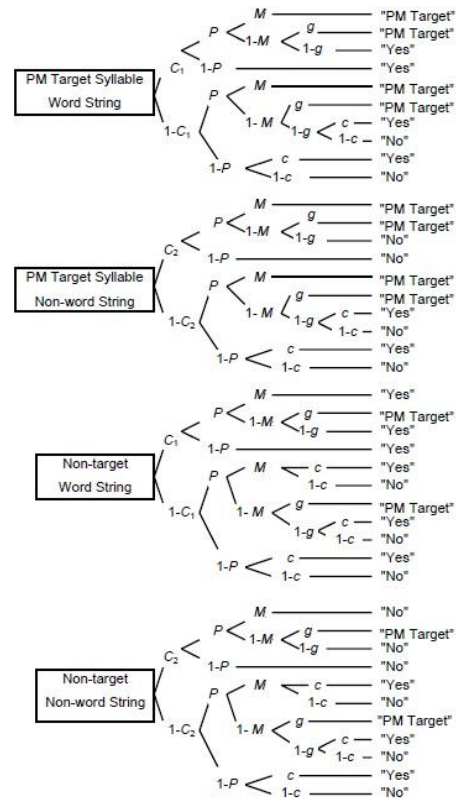 M "PM Target"
P g "PM Target"
1-M 1-g "Yes"
C₁ 1-P "Yes"
PM Target Syllable
Word String
P M "PM Target"
g "PM Target"
1-C₁ 1- M 1-g c "Yes"
1-c "No"
1-P c "Yes"
1-c "No"
M "PM Target"
P g "PM Target"
1-M 1-g "No"
C₂ 1-P "No"
PM Target Syllable
Non-word String
P M "PM Target"
g "PM Target"
1-C₂ 1- M 1-g c "Yes"
1-c "No"
1-P c "Yes"
1-c "No"
M "Yes"
P g "PM Target"
1-M 1-g "Yes"
C₁ 1-P "Yes"
Non-target
Word String
P M c "Yes"
1-c "No"
g "PM Target"
1-C₁ 1- M 1-g c "Yes"
1-c "No"
1-P c "Yes"
1-c "No"
M "No"
P g "PM Target"
1-M 1-g "No"
C₂ 1-P "No"
Non-target
Non-word String
P M c "Yes"
1-c "No"
g "PM Target"
1-C₂ 1- M 1-g c "Yes"
1-c "No"
1-P c "Yes"
1-c "No"